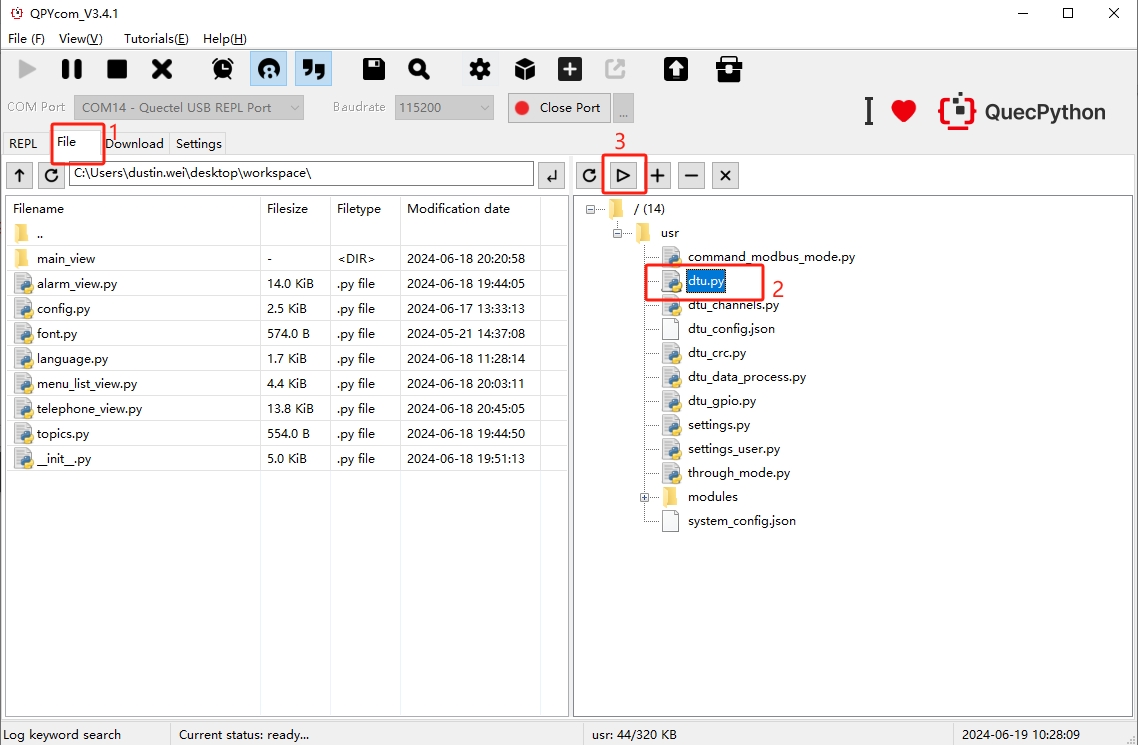 QPYcom_V3.4.1
File (F) View(V) Tutorials(E) Help(H)
COM Port COM14 - Quectel USB REPL Port Baudrate 115200 Close Port ...
I QuecPython
REPL File 1 Download Settings
3
C:\Users\dustin.wei\desktop\workspace\
Filename Filesize Filetype Modification date
..
main_view - <DIR> 2024-06-18 20:20:58
alarm_view.py 14.0 KiB .py file 2024-06-18 19:44:05
config.py 2.5 KiB .py file 2024-06-17 13:33:13
font.py 574.0 B .py file 2024-05-21 14:37:08
language.py 1.7 KiB .py file 2024-06-18 11:28:14
menu_list_view.py 4.4 KiB .py file 2024-06-18 20:03:11
telephone_view.py 13.8 KiB .py file 2024-06-18 20:45:05
topics.py 554.0 B .py file 2024-06-18 19:44:50
__init__.py 5.0 KiB .py file 2024-06-18 19:51:13
/ (14)
usr
command_modbus_mode.py
dtu.py 2
dtu_channels.py
dtu_config.json
dtu_crc.py
dtu_data_process.py
dtu_gpio.py
settings.py
settings_user.py
through_mode.py
modules
system_config.json
Log keyword search Current status: ready... usr: 44/320 KB 2024-06-19 10:28:09